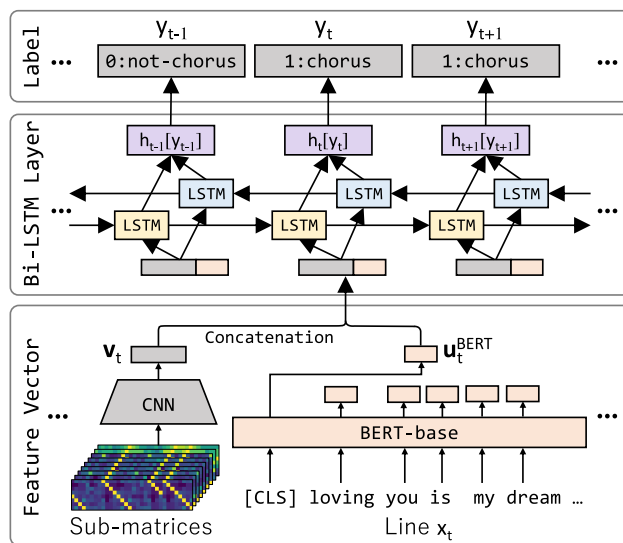 y_{t-1} y_t y_{t+1}
Label
... 0:not-chorus 1:chorus 1:chorus ...
Bi-LSTM Layer
h_{t-1}[y_{t-1}] h_t[y_t] h_{t+1}[y_{t+1}]
LSTM LSTM LSTM
... ...
LSTM LSTM LSTM
Feature Vector
Concatenation
v_t u_t^{BERT}
CNN
... ...
BERT-base
[CLS] loving you is my dream …
Sub-matrices Line x_t